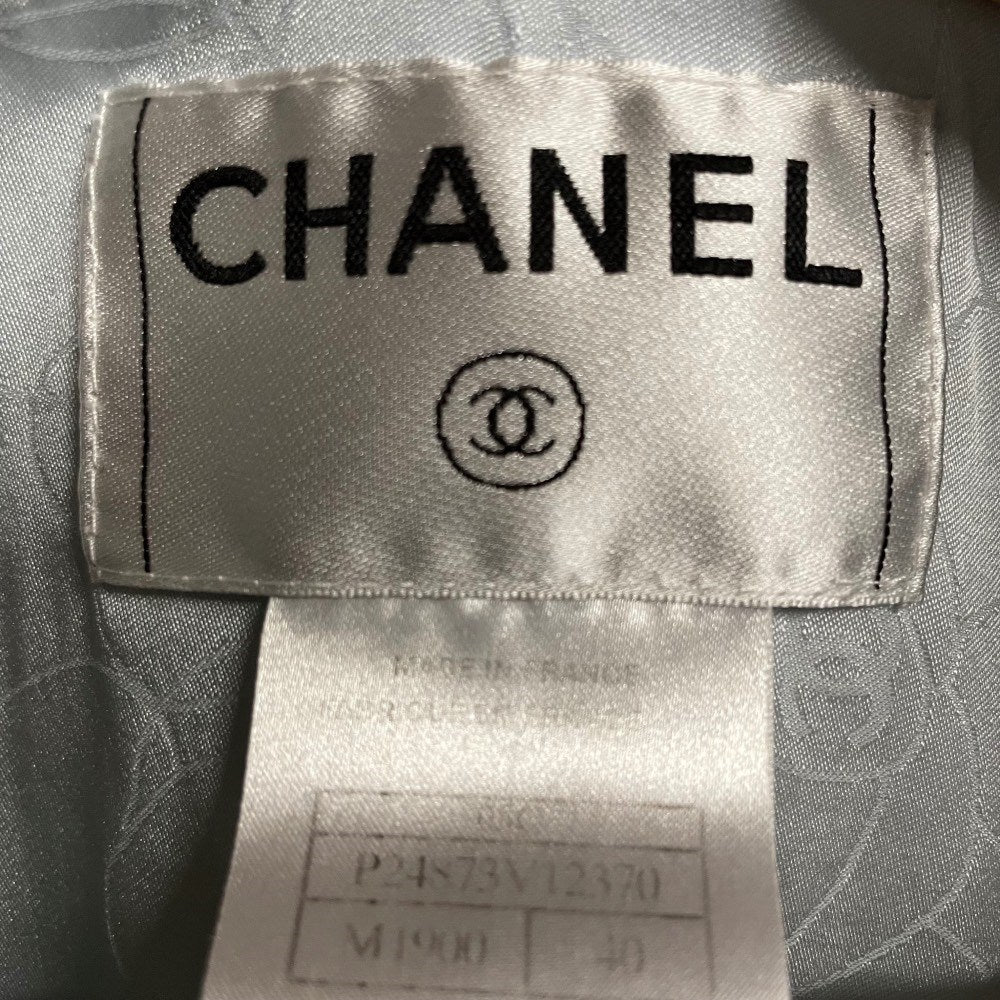 CHANEL
MADE IN FRANCE
P24873V12370
M1900 40